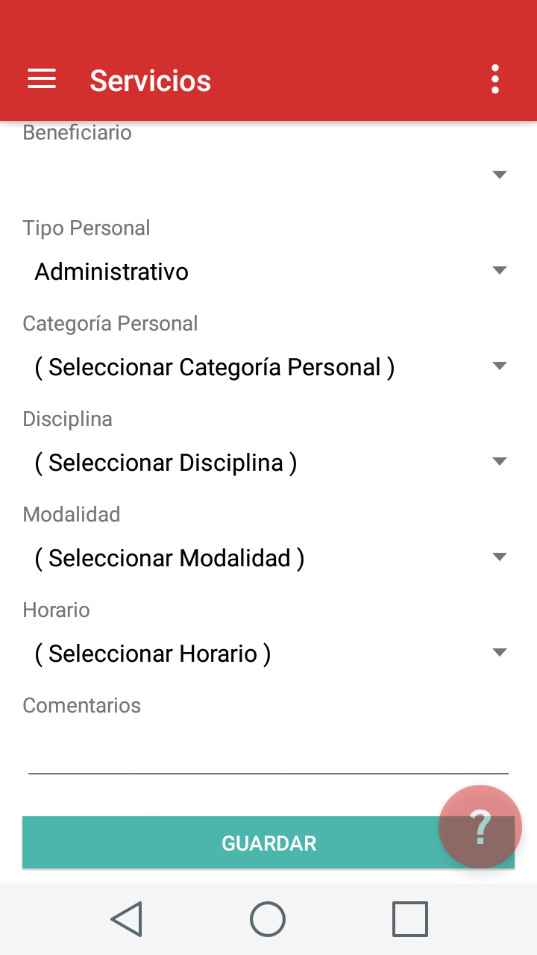 Servicios
Beneficiario
Tipo Personal
Administrativo
Categoría Personal
( Seleccionar Categoría Personal )
Disciplina
( Seleccionar Disciplina )
Modalidad
( Seleccionar Modalidad )
Horario
( Seleccionar Horario )
Comentarios
?
GUARDAR